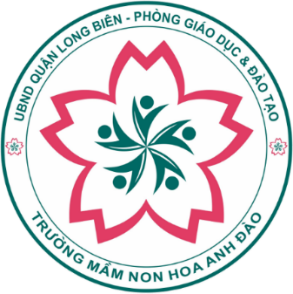 UBND QUẬN LONG BIÊN - PHÒNG GIÁO DỤC & ĐÀO TẠO
TRƯỜNG MẦM NON HOA ANH ĐÀO